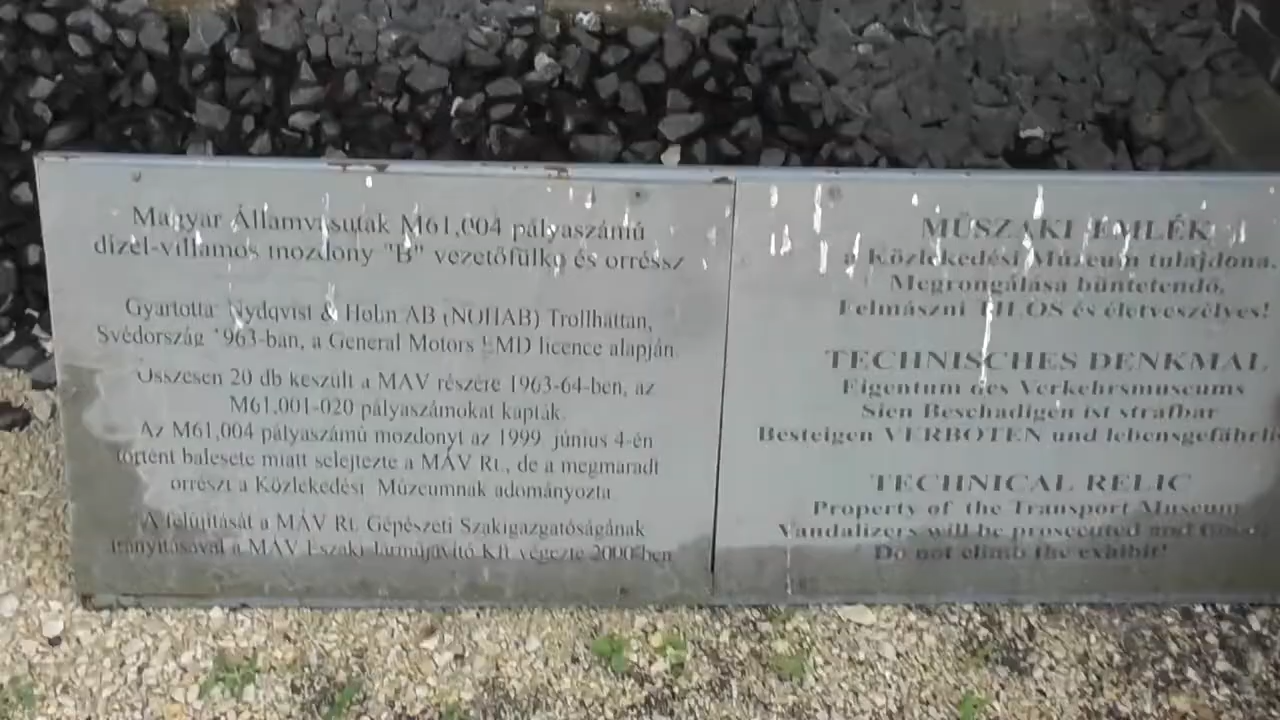 Magyar Államvasutak M61,004 pályaszámú
dízel-villamos mozdony "B" vezetőfülke és orrész
Gyártotta: Nydqvist & Holm AB (NOHAB) Trollhattan,
Svédország 1963-ban, a General Motors EMD licence alapján
Összesen 20 db készült a MÁV részére 1963-64-ben, az
M61,001-020 pályaszámokat kapták.
Az M61,004 pályaszámú mozdonyt az 1999. június 4-én
történt balesete miatt selejtezte a MÁV Rt., de a megmaradt
orrészt a Közlekedési Múzeumnak adományozta.
A felújítását a MÁV Rt. Gépészeti Szakigazgatóságának
irányításával a MÁV Északi Járműjavító Kft végezte 2000-ben
MŰSZAKI EMLÉK
a Közlekedési Múzeum tulajdona.
Megrongálása büntetendő,
Felmászni TILOS és életveszélyes!
TECHNISCHES DENKMAL
Eigentum des Verkehrsmuseums
Sien Beschadigen ist strafbar
Besteigen VERBOTEN und
TECHNICAL RELIC
Property of the Transport Museum
Vandalizers will be prosecuted and
Do not climb the exhibit!